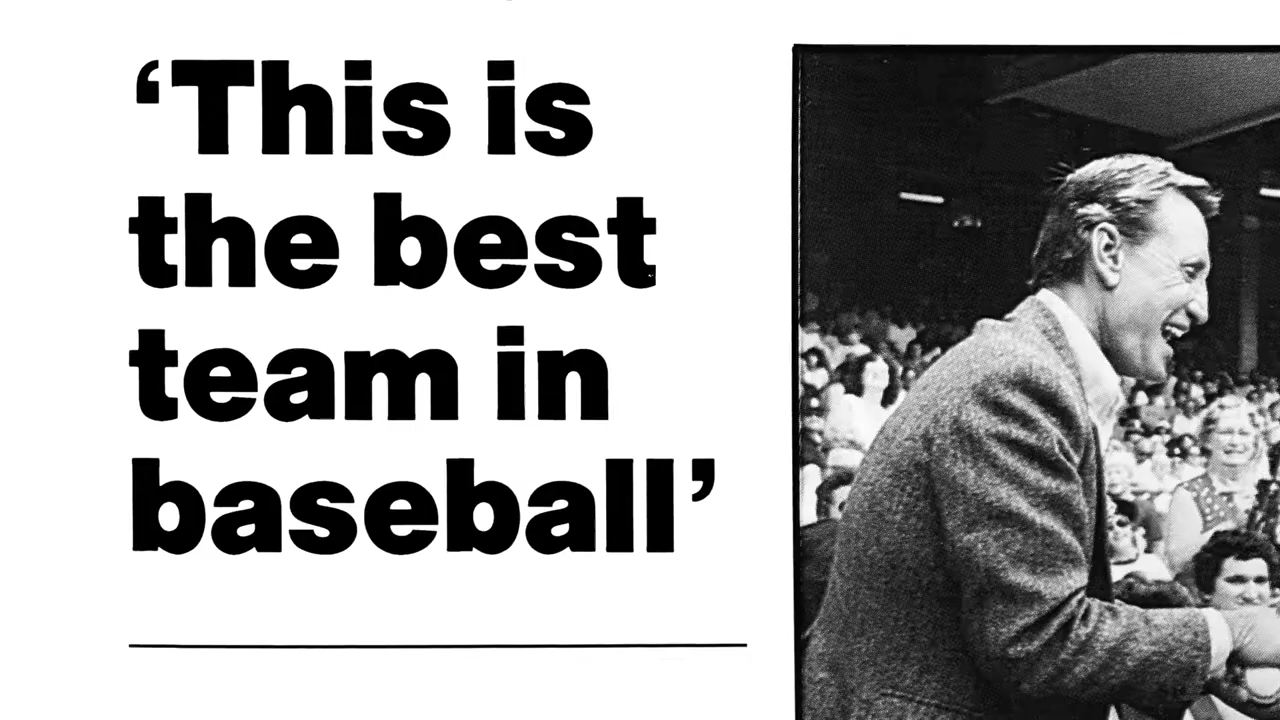 ‘This is
the best
team in
baseball’